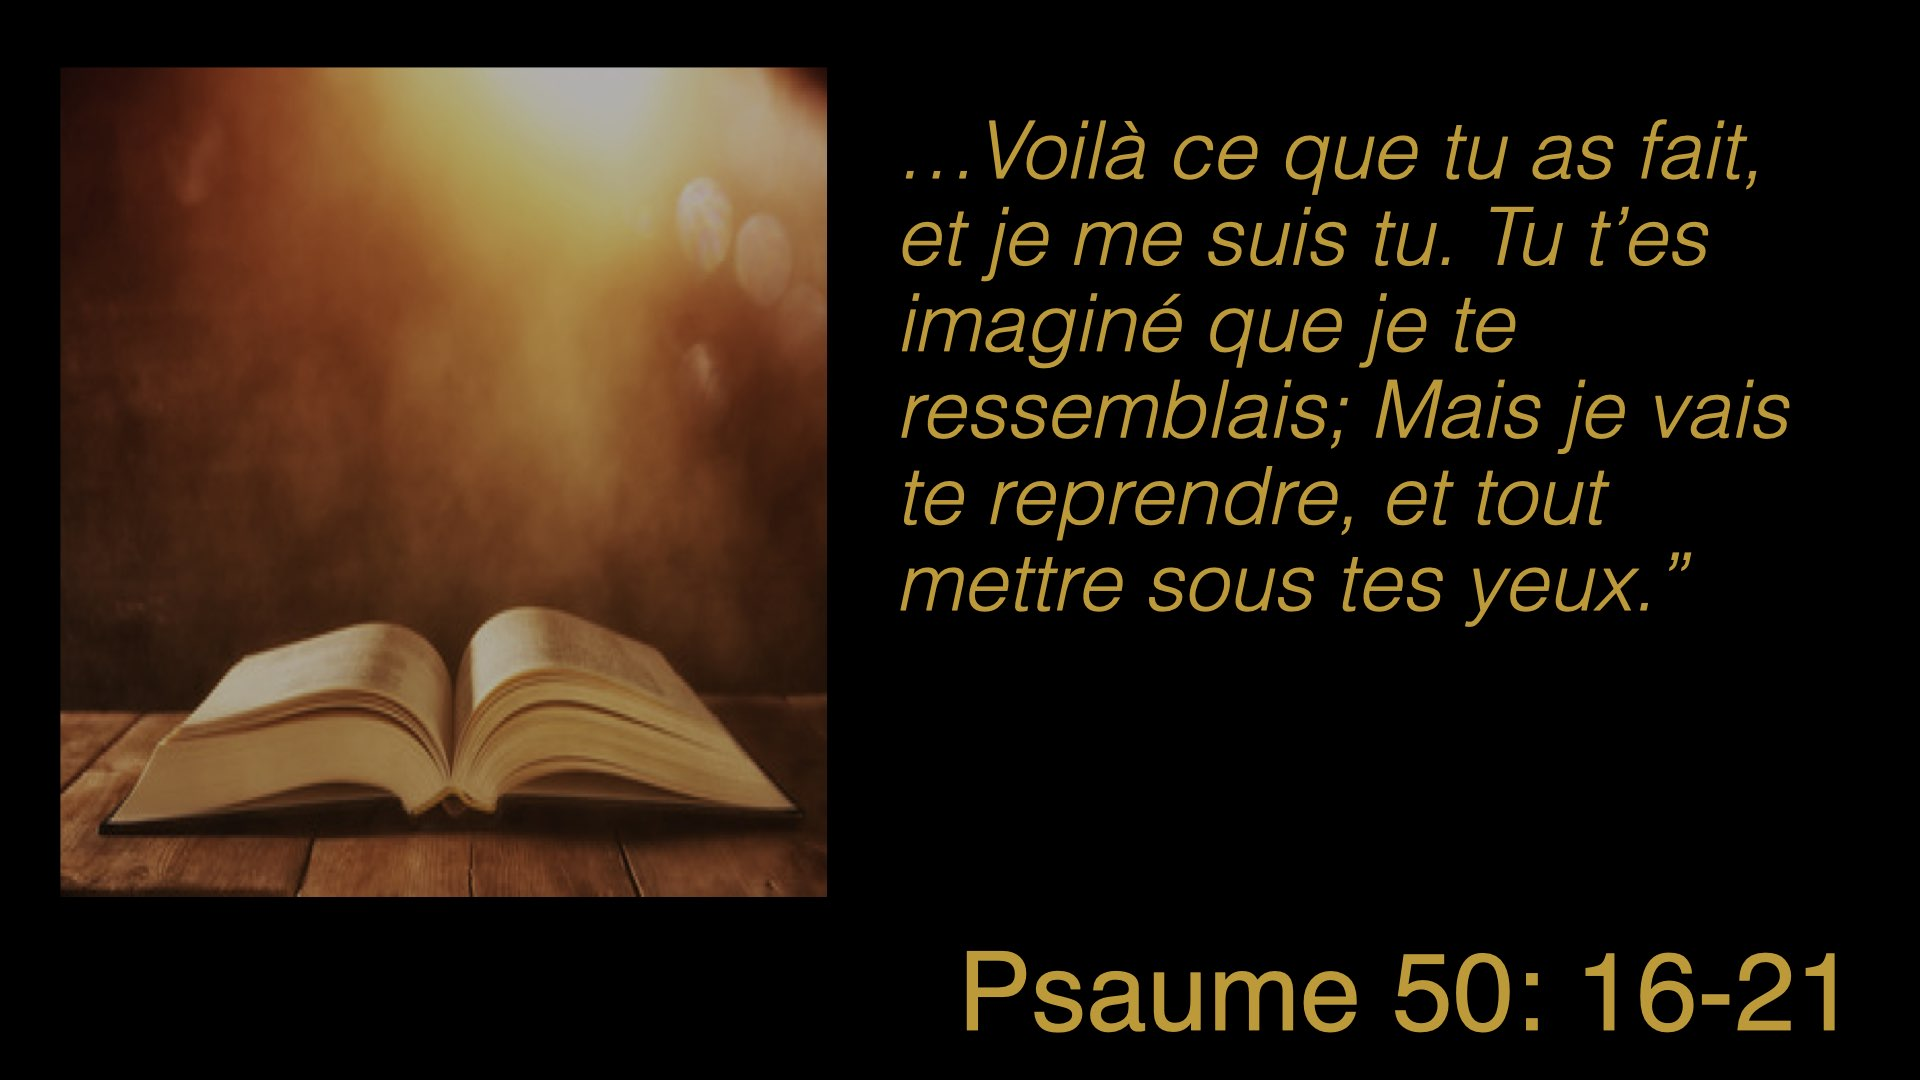 …Voilà ce que tu as fait,
et je me suis tu. Tu t’es
imaginé que je te
ressemblais; Mais je vais
te reprendre, et tout
mettre sous tes yeux.”
Psaume 50: 16-21